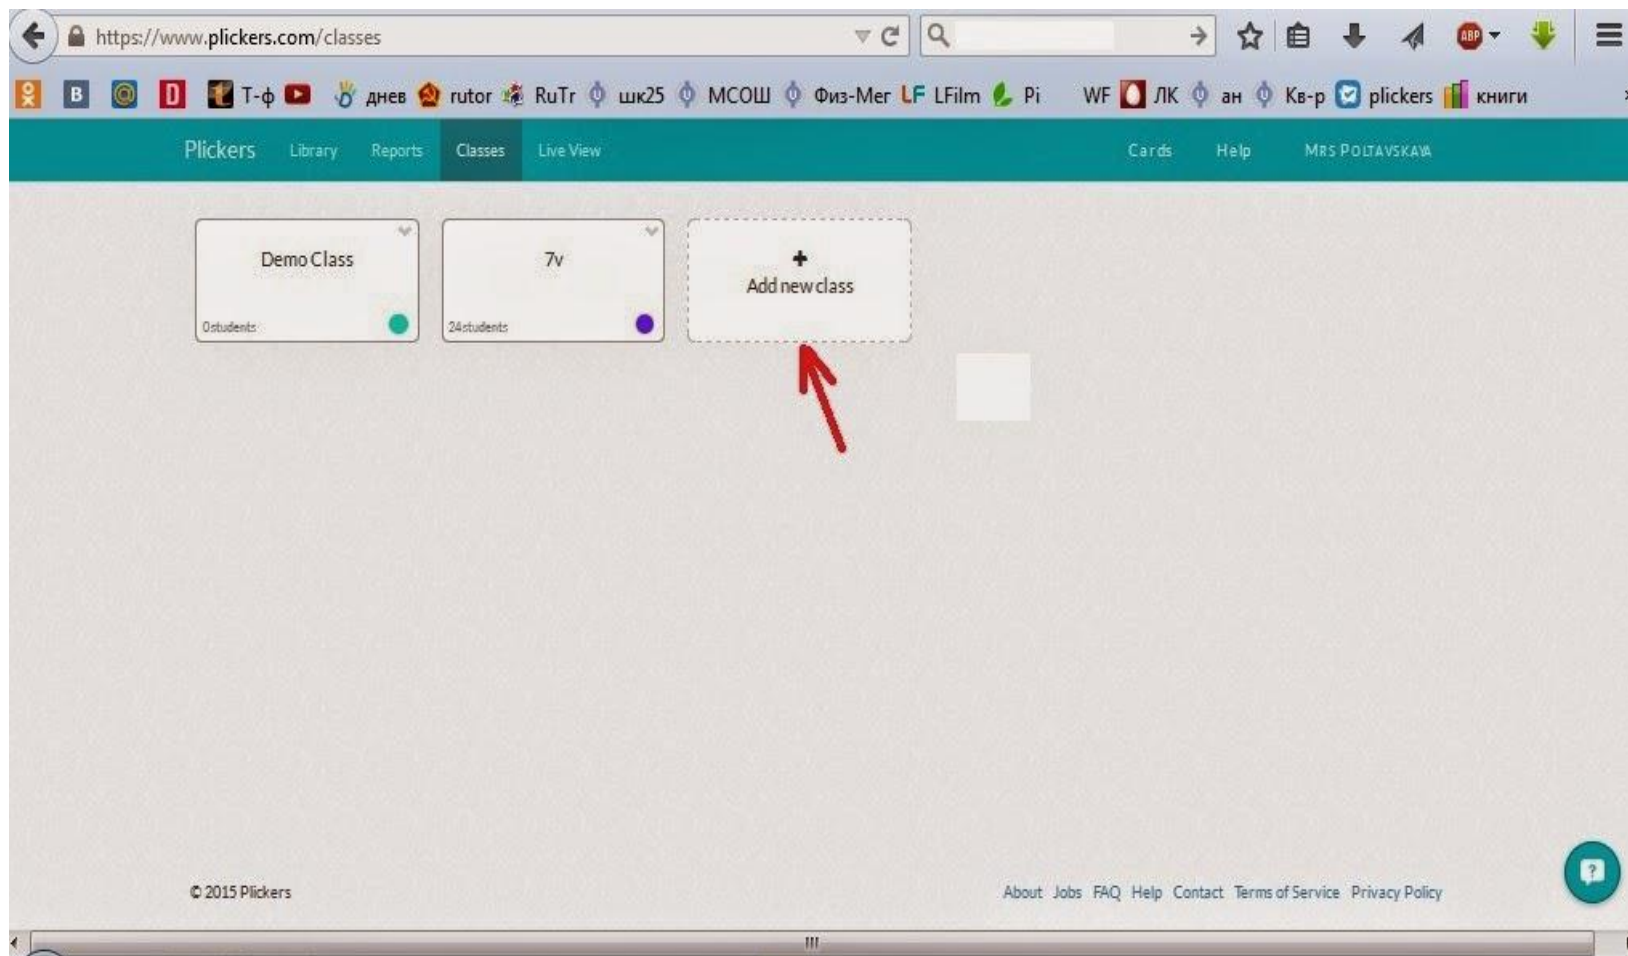 https://www.plickers.com/classes
Т-ф днев rutor RuTr шк25 МСОШ Физ-Мег LF LFilm Pi WF ЛК ан Кв-р plickers книги
Plickers Library Reports Classes Live View Cards Help MRS POLTAVSKAYA
Demo Class
0 students
7v
24 students
+
Add new class
© 2015 Plickers
About Jobs FAQ Help Contact Terms of Service Privacy Policy